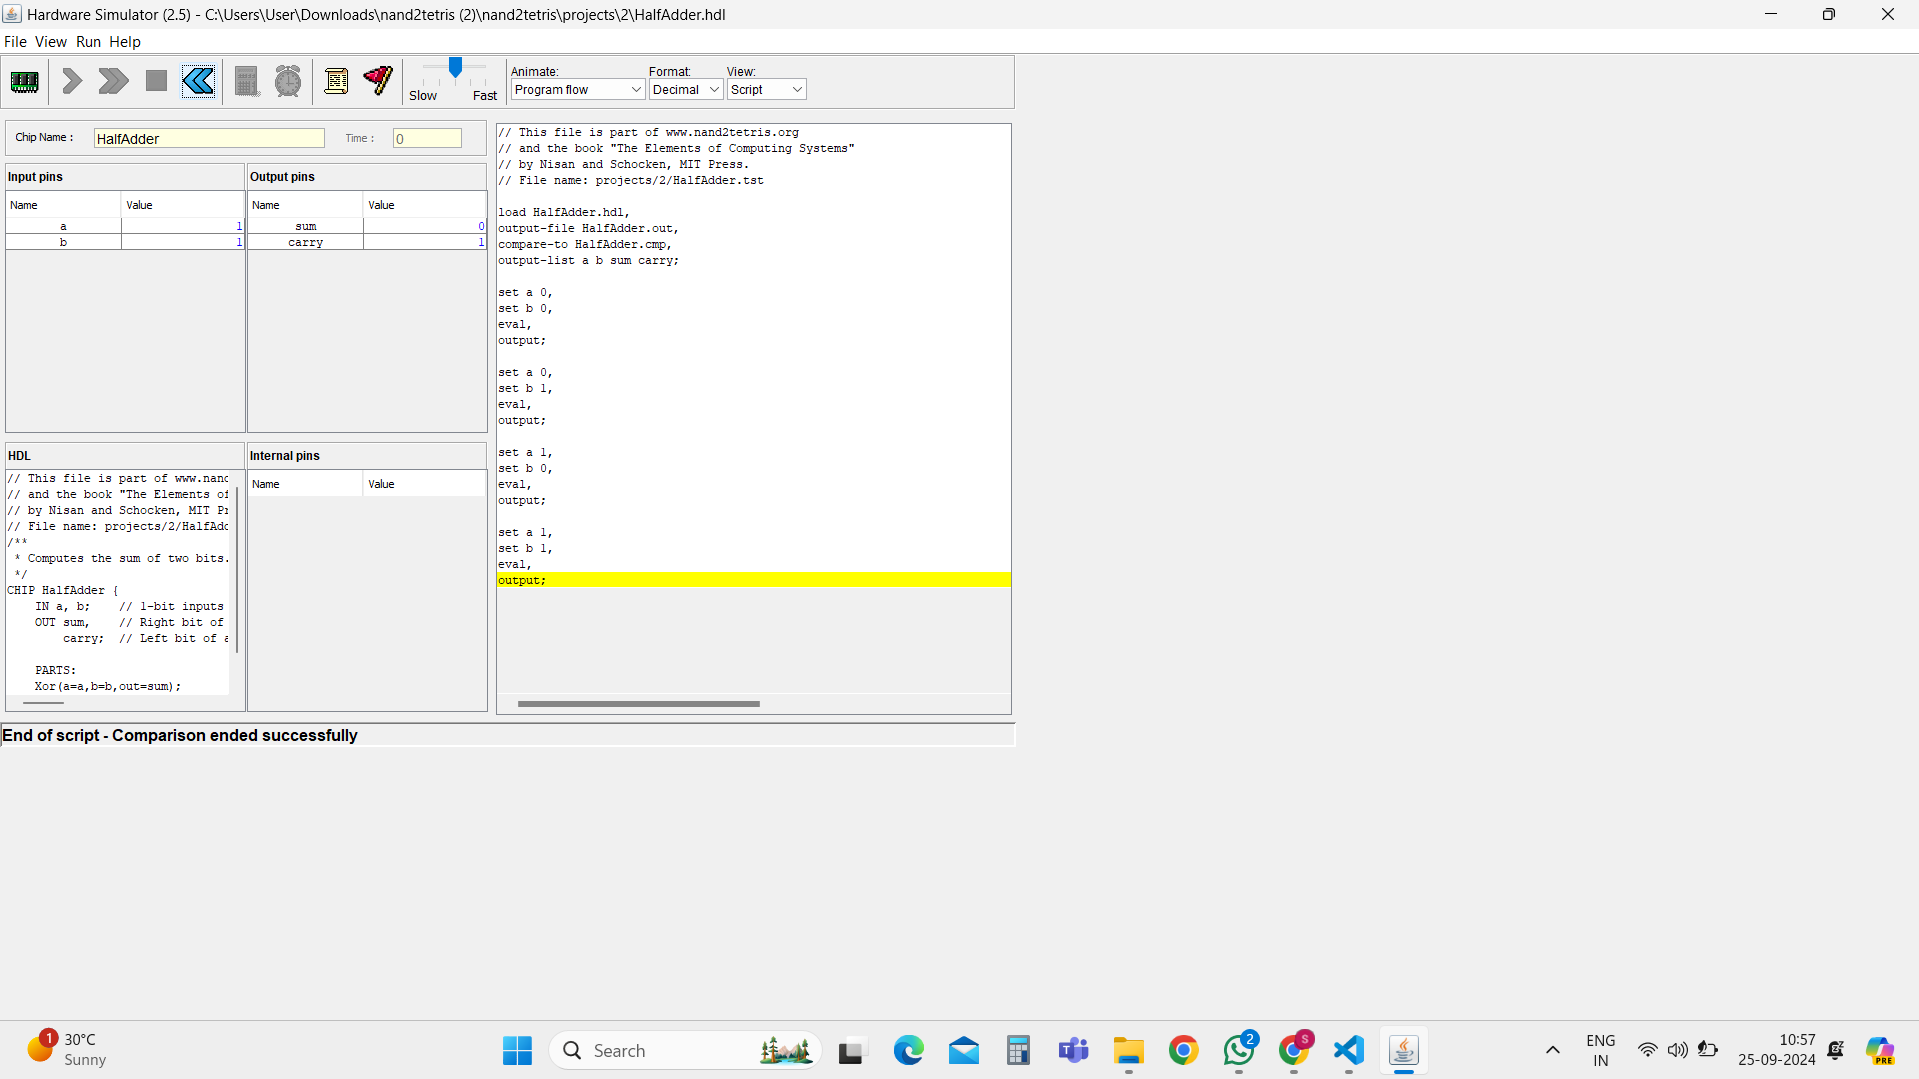 Hardware Simulator (2.5) - C:\Users\User\Downloads\nand2tetris (2)\nand2tetris\projects\2\HalfAdder.hdl
File View Run Help
Slow Fast
Animate:
Program flow
Format:
Decimal
View:
Script
Chip Name : HalfAdder Time : 0
Input pins
Name Value
a 1
b 1
Output pins
Name Value
sum 0
carry 1
HDL
// This file is part of www.nand
// and the book "The Elements of
// by Nisan and Schocken, MIT Pr
// File name: projects/2/HalfAdd
/**
* Computes the sum of two bits.
*/
CHIP HalfAdder {
IN a, b; // 1-bit inputs
OUT sum, // Right bit of
carry; // Left bit of a
PARTS:
Xor(a=a,b=b,out=sum);
Internal pins
Name Value
// This file is part of www.nand2tetris.org
// and the book "The Elements of Computing Systems"
// by Nisan and Schocken, MIT Press.
// File name: projects/2/HalfAdder.tst
load HalfAdder.hdl,
output-file HalfAdder.out,
compare-to HalfAdder.cmp,
output-list a b sum carry;
set a 0,
set b 0,
eval,
output;
set a 0,
set b 1,
eval,
output;
set a 1,
set b 0,
eval,
output;
set a 1,
set b 1,
eval,
output;
End of script - Comparison ended successfully
1
30°C
Sunny
Search
2
S
ENG
IN
10:57
25-09-2024
PRE